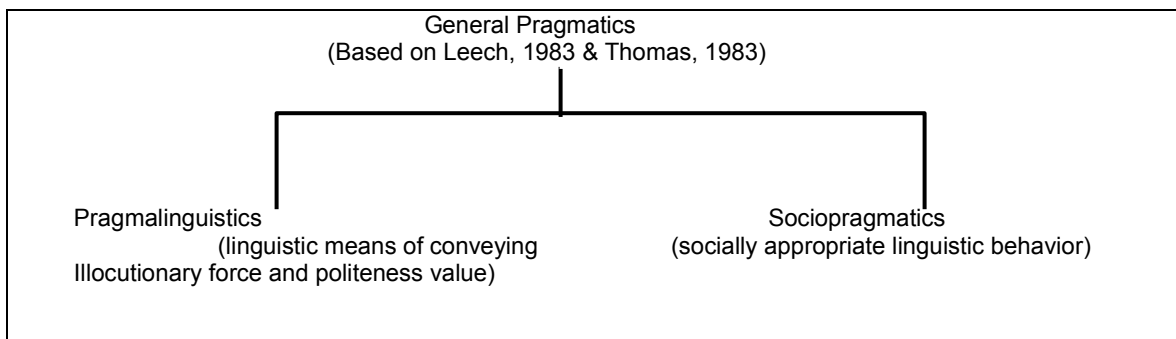 General Pragmatics
(Based on Leech, 1983 & Thomas, 1983)
Pragmalinguistics
(linguistic means of conveying
Illocutionary force and politeness value)
Sociopragmatics
(socially appropriate linguistic behavior)